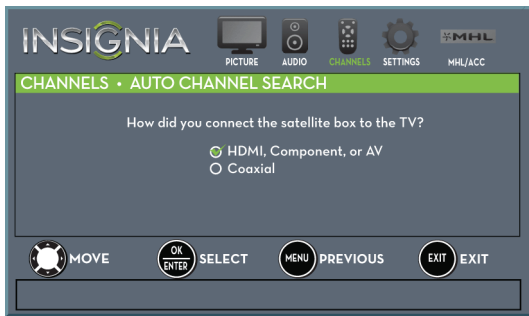 INSIGNIA
PICTURE AUDIO CHANNELS SETTINGS MHL MHL/ACC
CHANNELS • AUTO CHANNEL SEARCH
How did you connect the satellite box to the TV?
HDMI, Component, or AV
Coaxial
MOVE OK ENTER SELECT MENU PREVIOUS EXIT EXIT